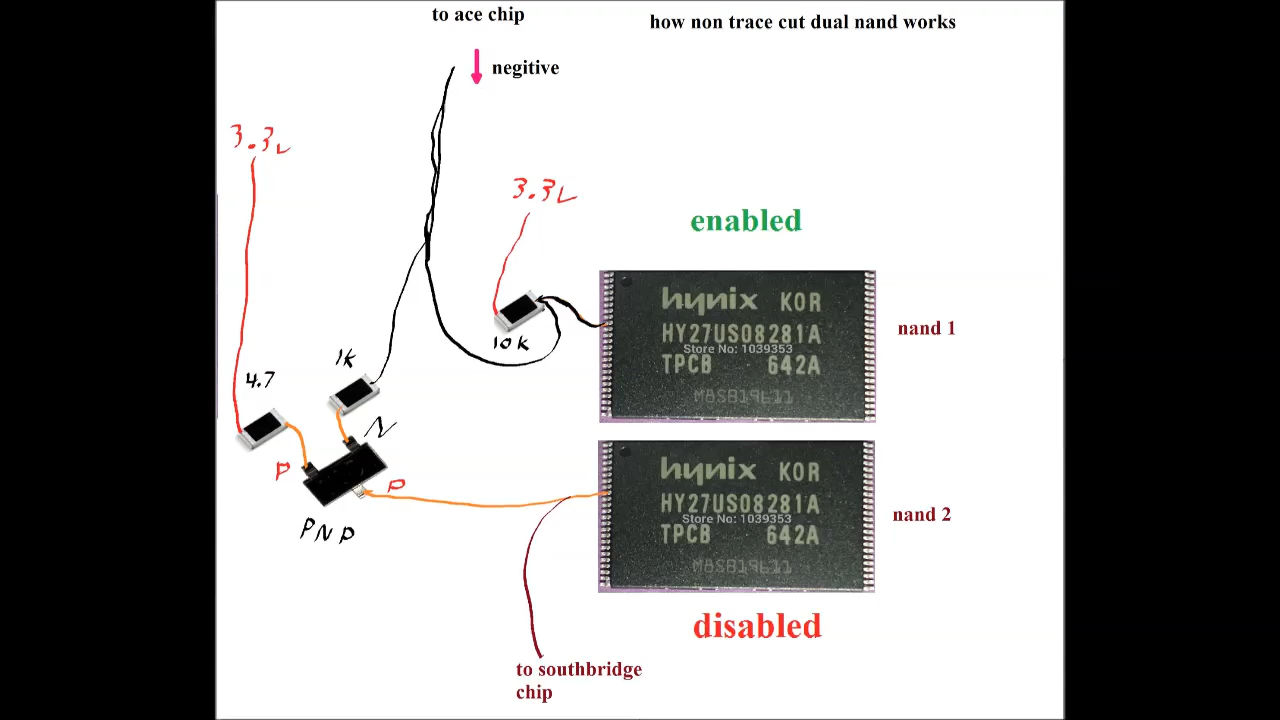 to ace chip
how non trace cut dual nand works
negitive
3.3v
3.3v
enabled
hynix KOR
HY27US08281A
Store No: 1039353
TPCB 642A
M8SB19611
nand 1
10K
1K
4.7
N
P
P
PNP
hynix KOR
HY27US08281A
Store No: 1039353
TPCB 642A
M8SB19611
nand 2
disabled
to southbridge
chip